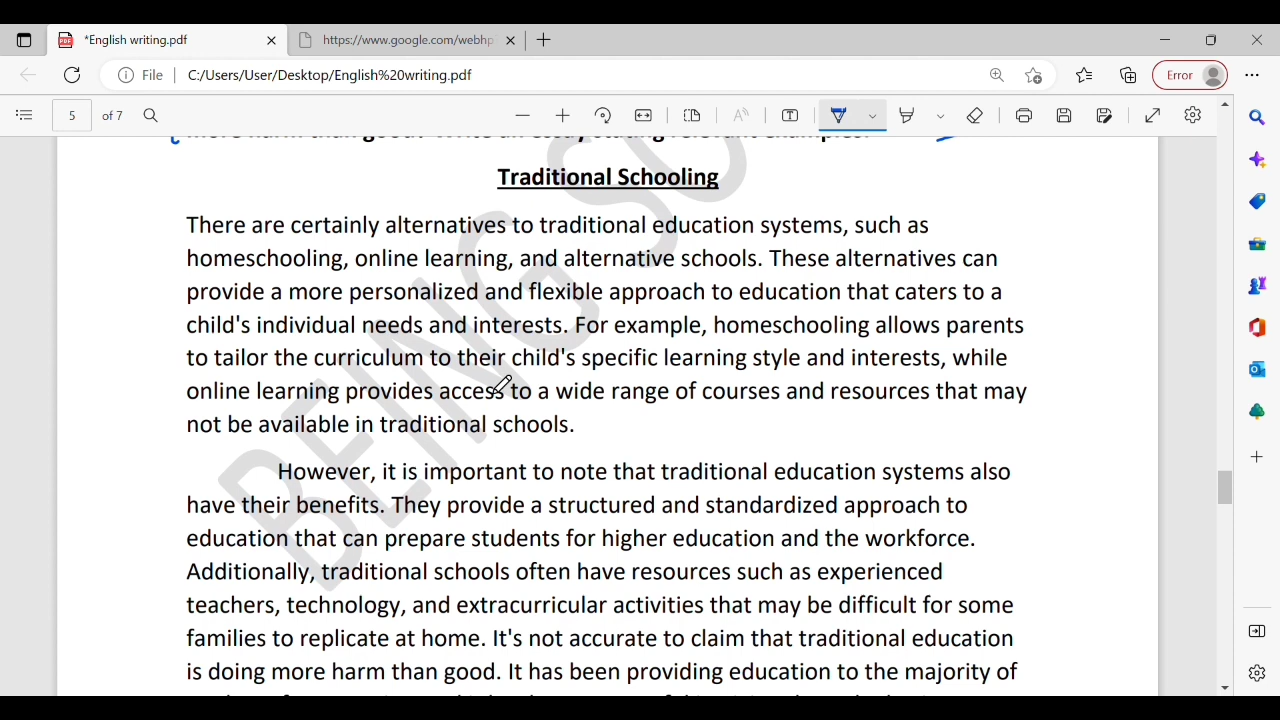 *English writing.pdf
https://www.google.com/webhp
File
C:/Users/User/Desktop/English%20writing.pdf
Error
5
of 7
Traditional Schooling
There are certainly alternatives to traditional education systems, such as
homeschooling, online learning, and alternative schools. These alternatives can
provide a more personalized and flexible approach to education that caters to a
child's individual needs and interests. For example, homeschooling allows parents
to tailor the curriculum to their child's specific learning style and interests, while
online learning provides access to a wide range of courses and resources that may
not be available in traditional schools.
However, it is important to note that traditional education systems also
have their benefits. They provide a structured and standardized approach to
education that can prepare students for higher education and the workforce.
Additionally, traditional schools often have resources such as experienced
teachers, technology, and extracurricular activities that may be difficult for some
families to replicate at home. It's not accurate to claim that traditional education
is doing more harm than good. It has been providing education to the majority of
BEING SO